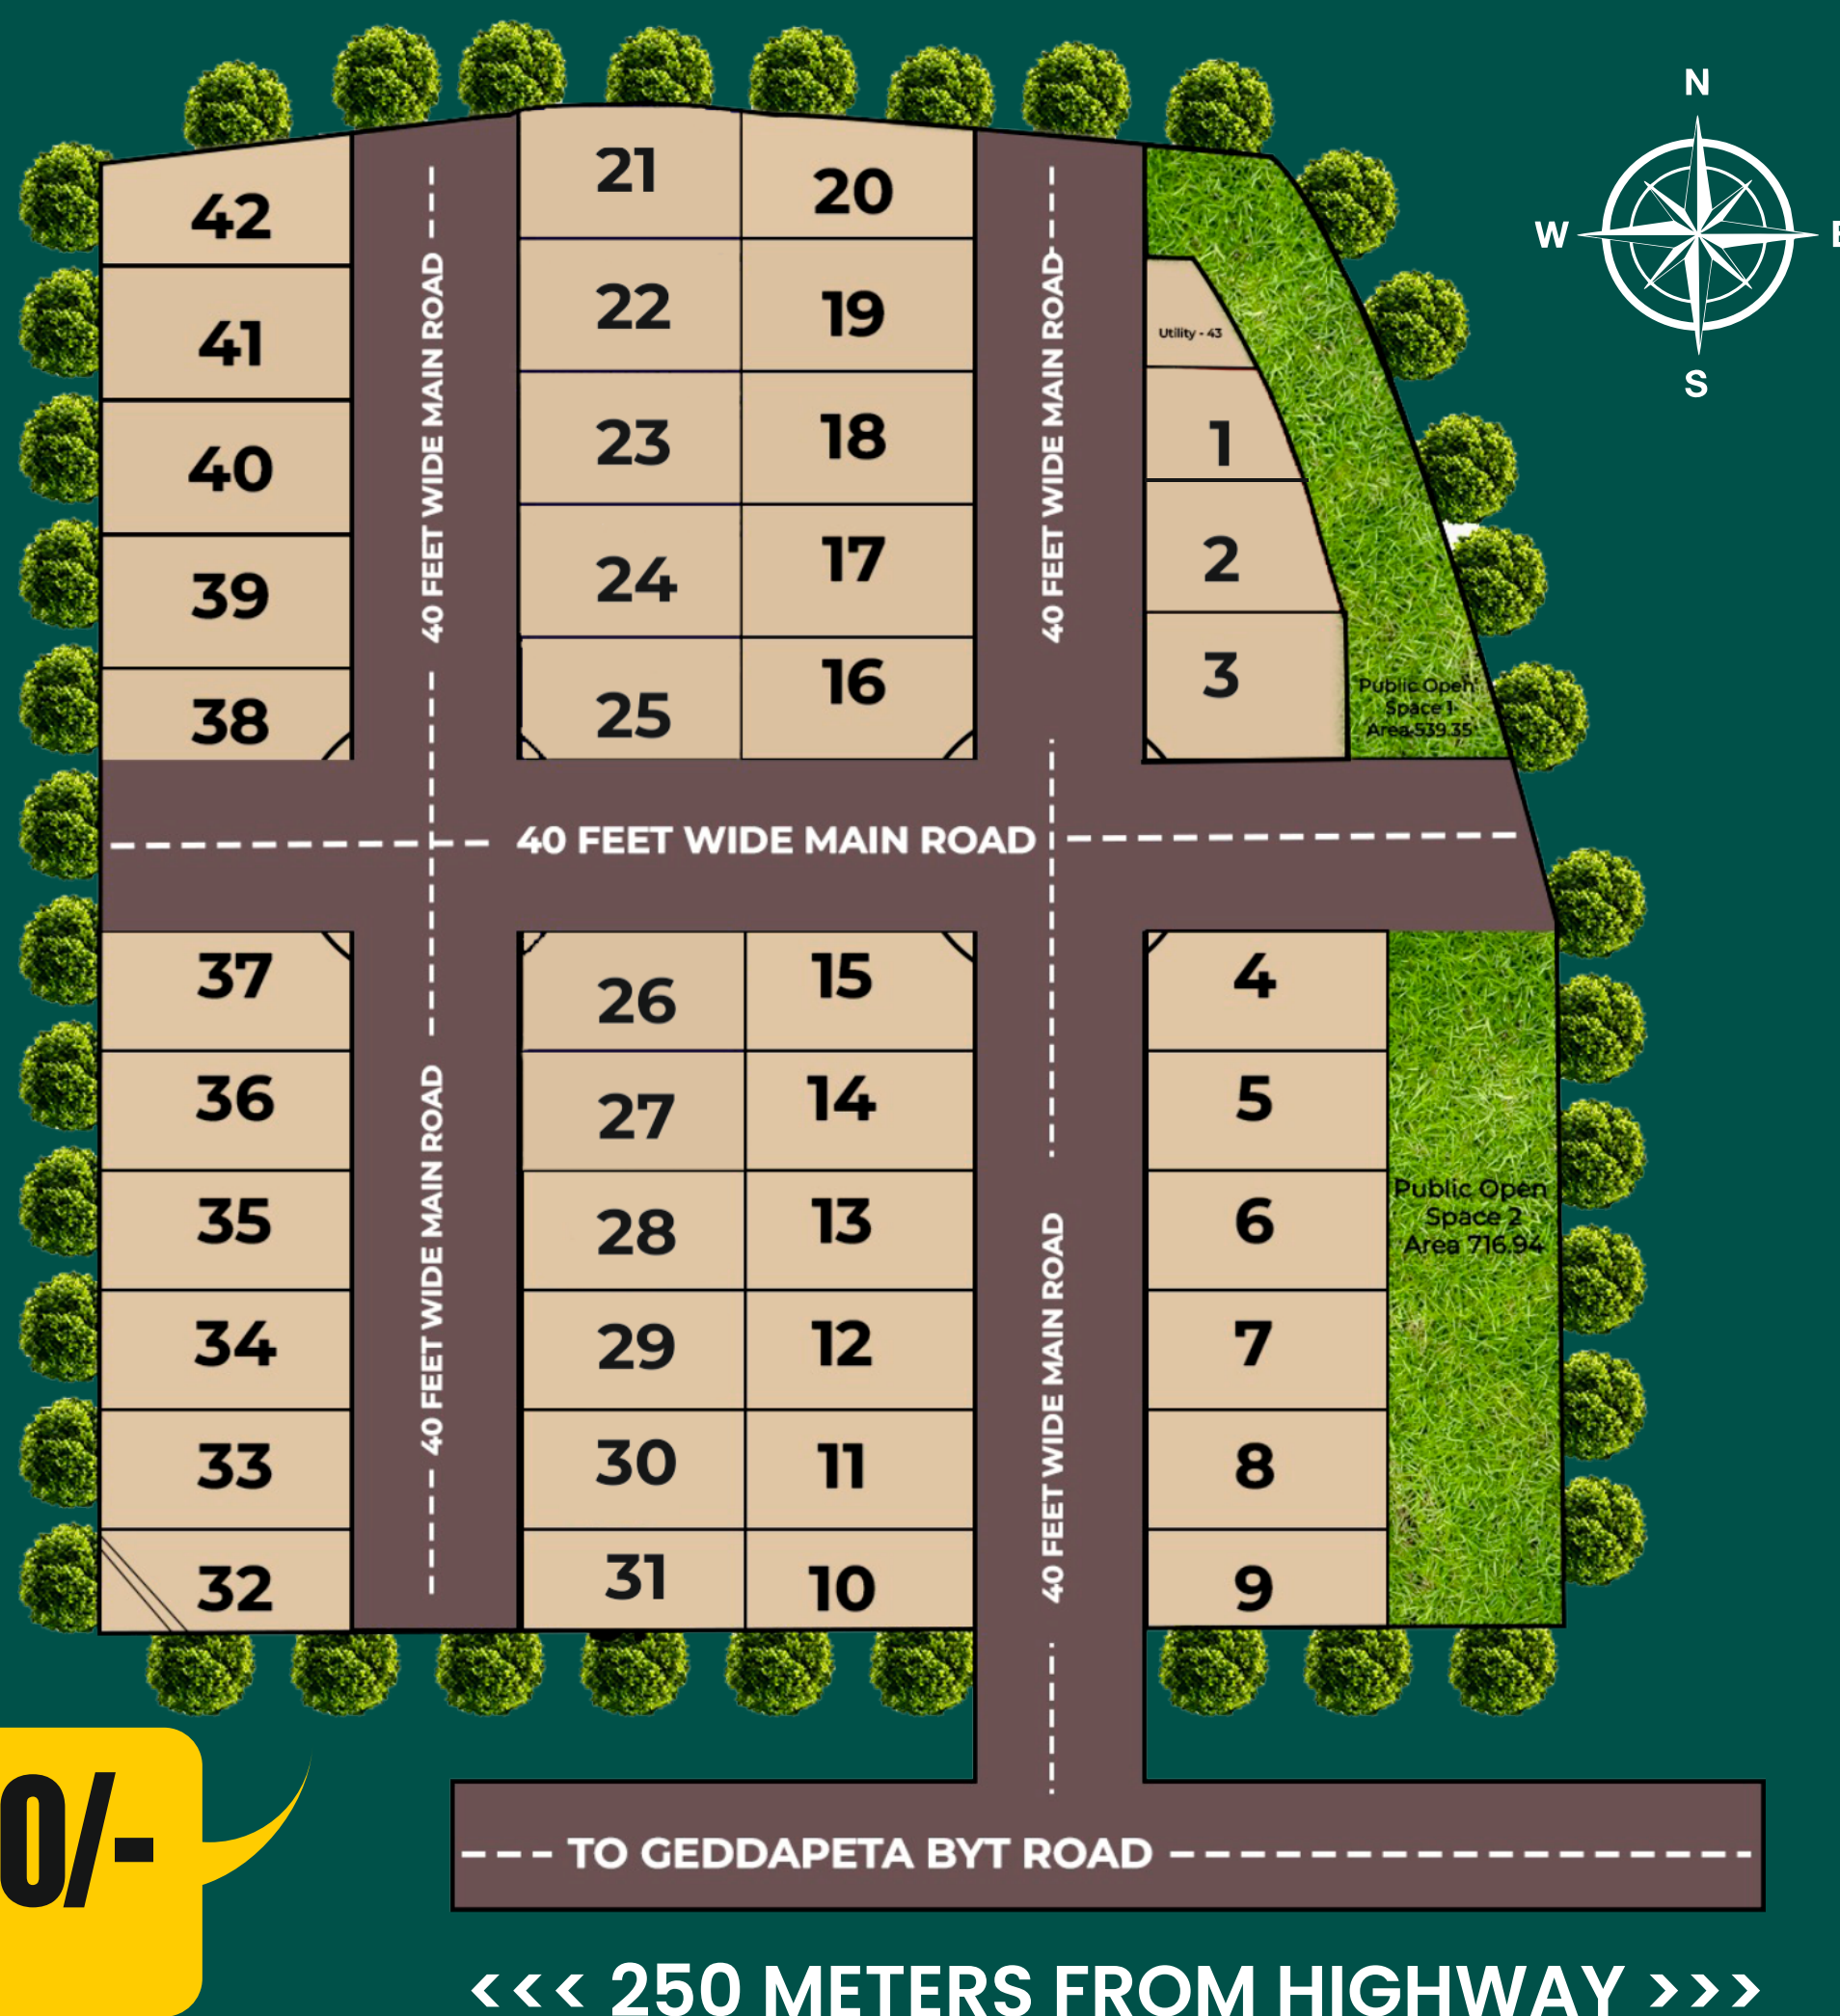 N
W
E
S
42
41
40
39
38
40 FEET WIDE MAIN ROAD
21
22
23
24
25
20
19
18
17
16
40 FEET WIDE MAIN ROAD
Utility - 43
1
2
3
Public Open
Space 1
Area 539.35
40 FEET WIDE MAIN ROAD
37
36
35
34
33
32
40 FEET WIDE MAIN ROAD
26
27
28
29
30
31
15
14
13
12
11
10
40 FEET WIDE MAIN ROAD
4
5
6
7
8
9
Public Open
Space 2
Area 716.94
0/-
TO GEDDAPETA BYT ROAD
<<< 250 METERS FROM HIGHWAY >>>